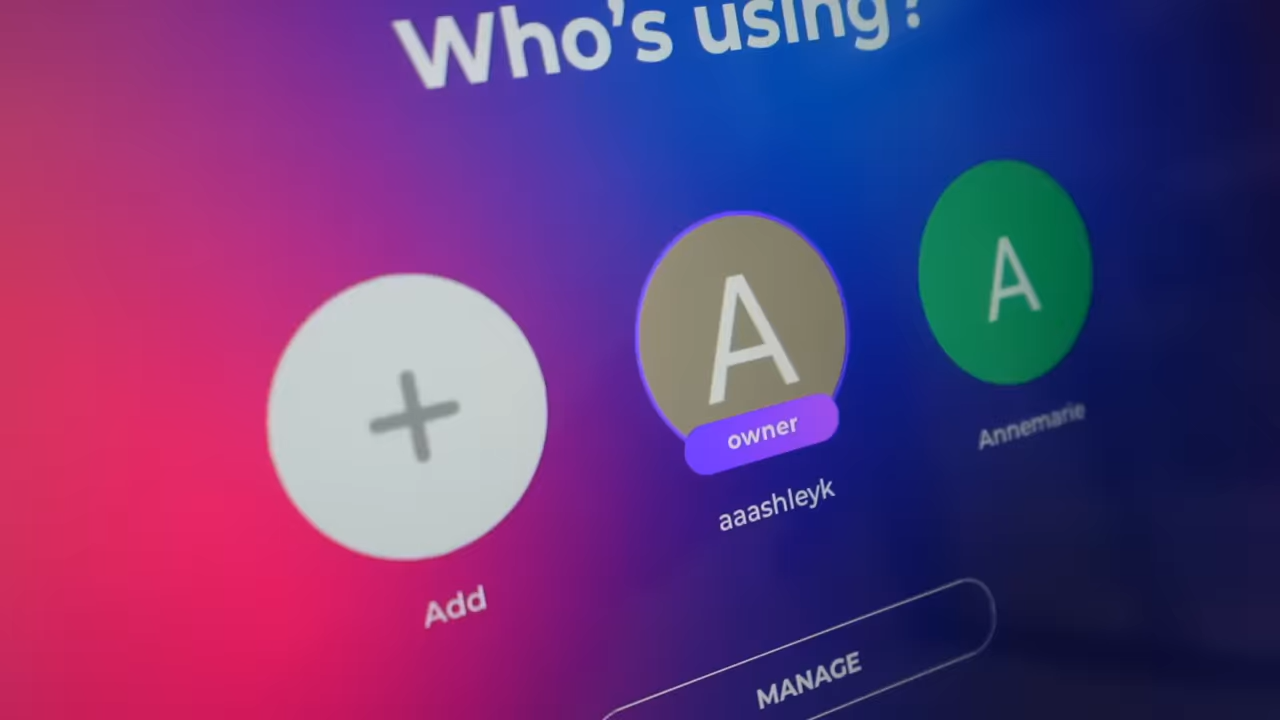 Who's using?
A
A
owner
Annemarie
aaashleyk
Add
MANAGE